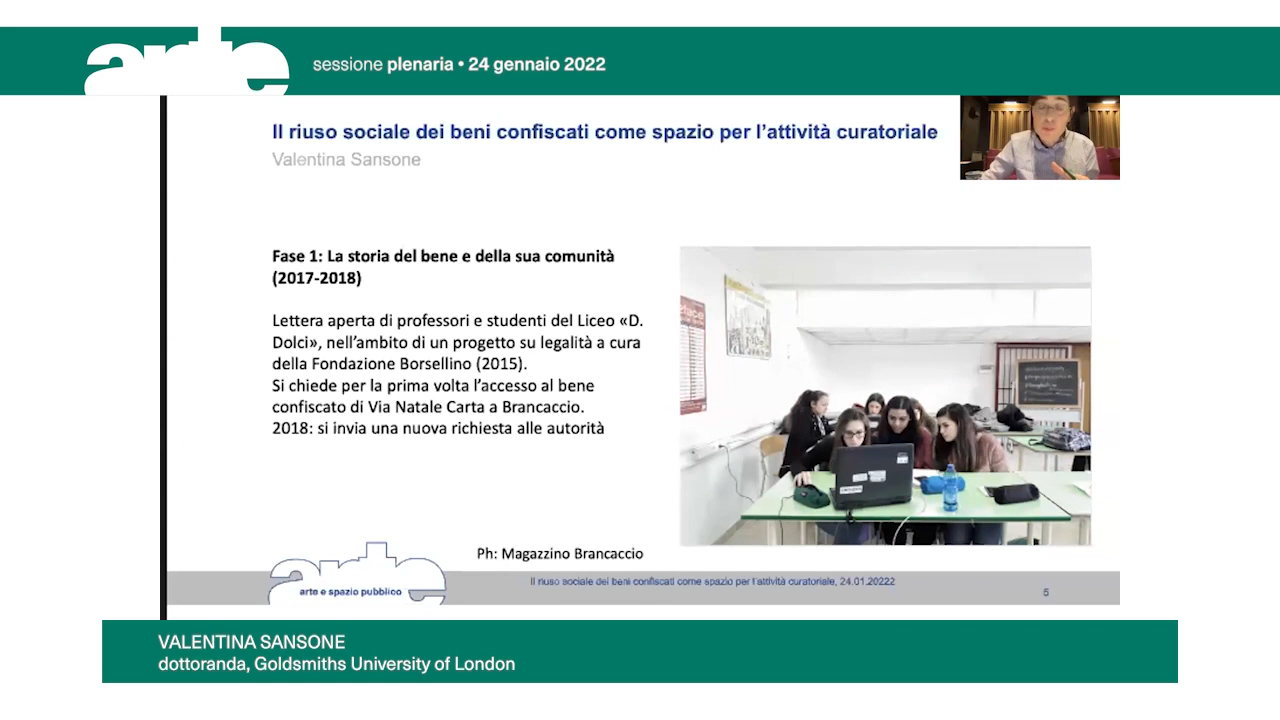 arte
sessione plenaria • 24 gennaio 2022
Il riuso sociale dei beni confiscati come spazio per l'attività curatoriale
Valentina Sansone
Fase 1: La storia del bene e della sua comunità
(2017-2018)
Lettera aperta di professori e studenti del Liceo «D.
Dolci», nell'ambito di un progetto su legalità a cura
della Fondazione Borsellino (2015).
Si chiede per la prima volta l'accesso al bene
confiscato di Via Natale Carta a Brancaccio.
2018: si invia una nuova richiesta alle autorità
Ph: Magazzino Brancaccio
arte
arte e spazio pubblico
Il riuso sociale dei beni confiscati come spazio per l'attività curatoriale, 24.01.20222
5
VALENTINA SANSONE
dottoranda, Goldsmiths University of London